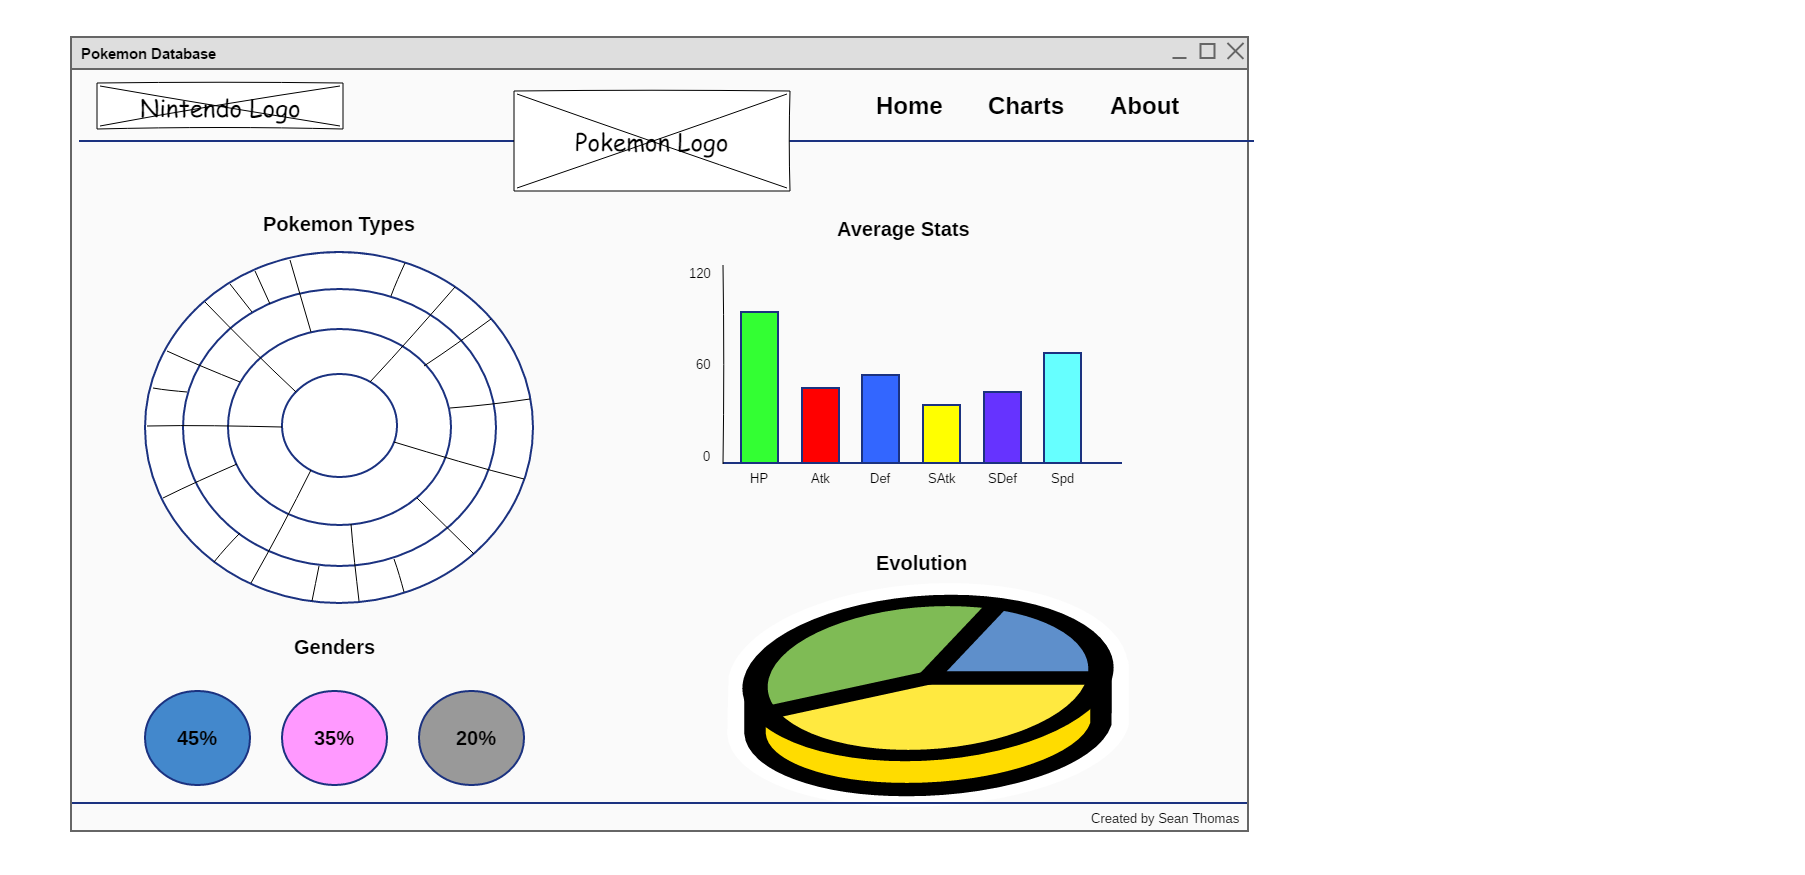 Pokemon Database
Nintendo Logo
Pokemon Logo
Home Charts About
Pokemon Types
Average Stats
120
60
0
HP Atk Def SAtk SDef Spd
Evolution
Genders
45% 35% 20%
Created by Sean Thomas